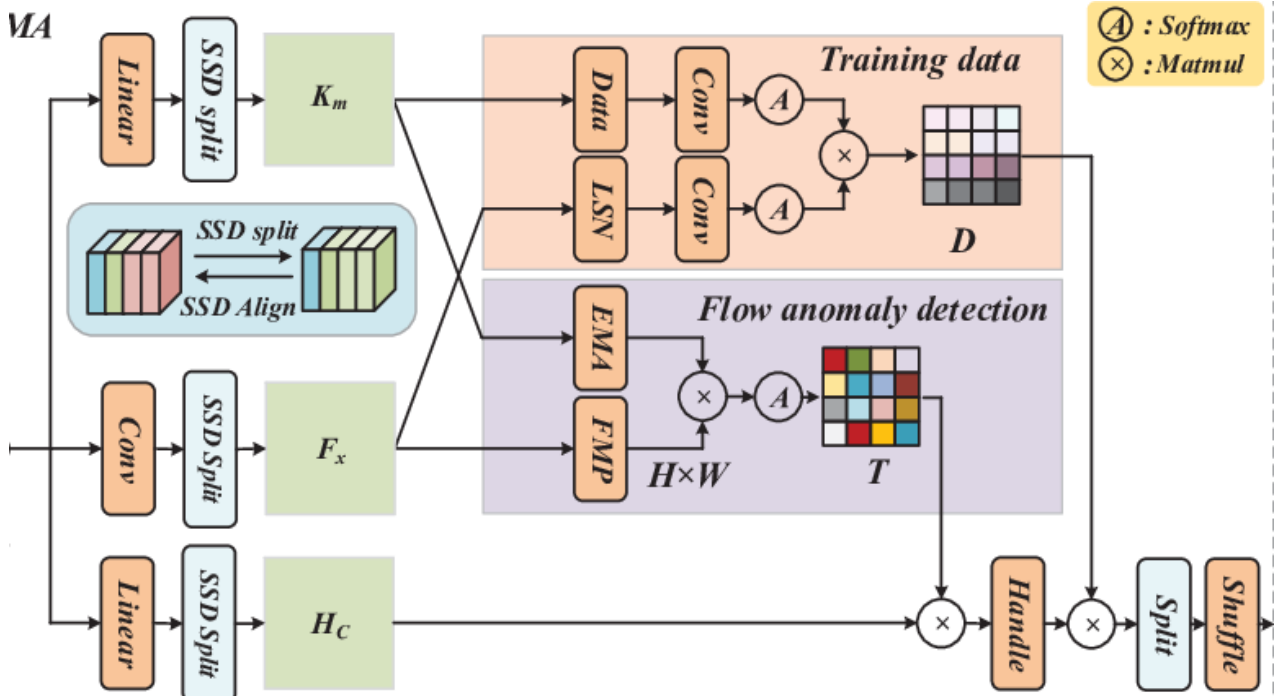 MA
Linear
SSD split
K_m
Training data
Data
Conv
A
LSN
Conv
A
×
D
A : Softmax
× : Matmul
SSD split
SSD Align
Flow anomaly detection
EMA
FMP
×
A
H×W
T
Conv
SSD Split
F_x
Linear
SSD Split
H_C
×
Handle
×
Split
Shuffle